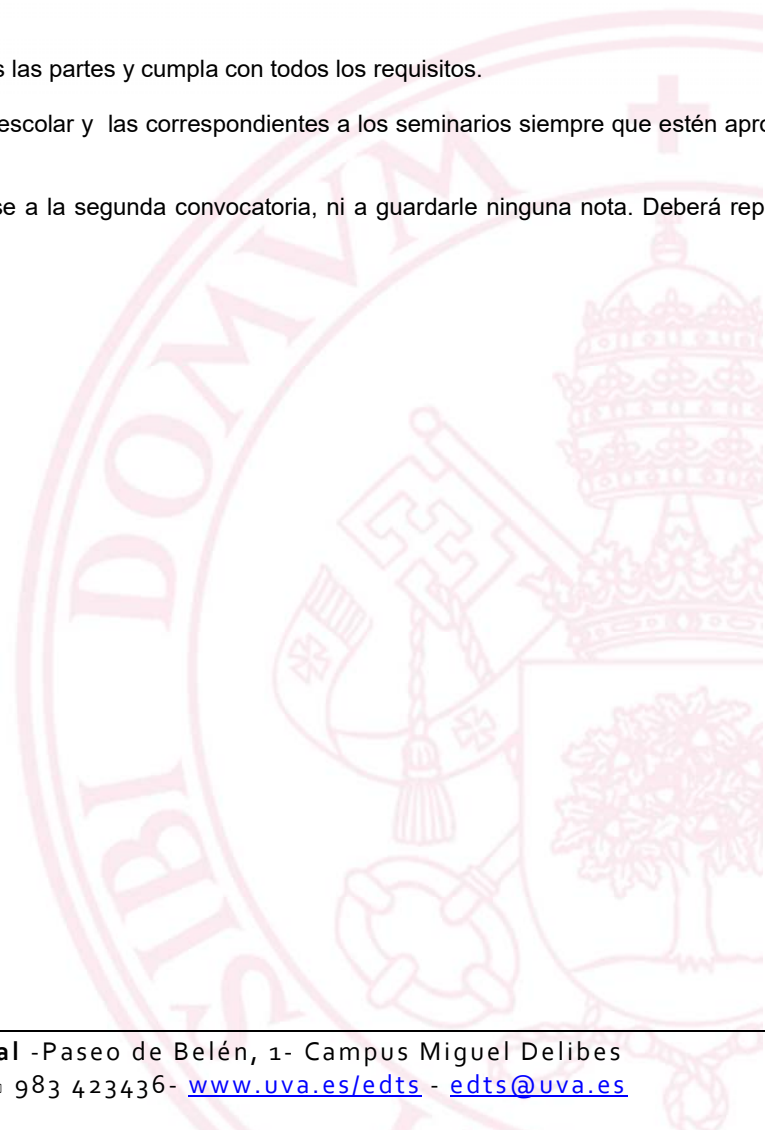 s las partes y cumpla con todos los requisitos.
escolar y las correspondientes a los seminarios siempre que estén apro
se a la segunda convocatoria, ni a guardarle ninguna nota. Deberá rep
SIBI DOMVM
al -Paseo de Belén, 1- Campus Miguel Delibes
983 423436- www.uva.es/edts - edts@uva.es